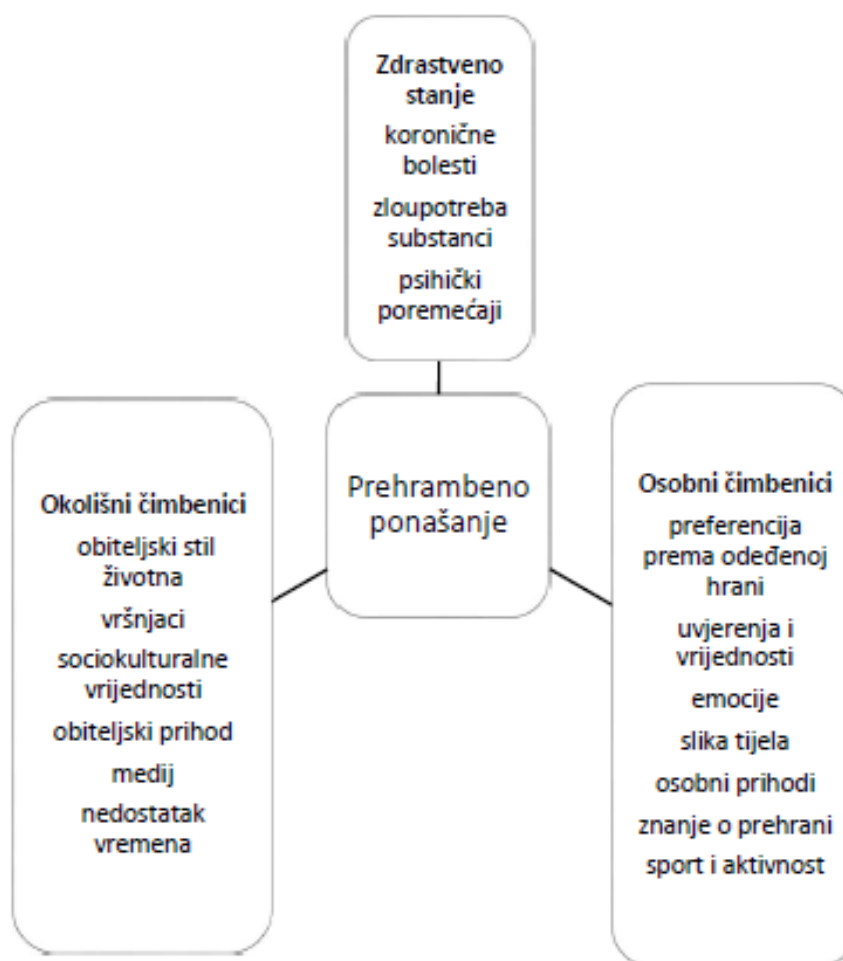 Zdrastveno
stanje
koronične
bolesti
zloupotreba
substanci
psihički
poremećaji
Prehrambeno
ponašanje
Okolišni čimbenici
obiteljski stil
životna
vršnjaci
sociokulturalne
vrijednosti
obiteljski prihod
medij
nedostatak
vremena
Osobni čimbenici
preferencija
prema odeđenoj
hrani
uvjerenja i
vrijednosti
emocije
slika tijela
osobni prihodi
znanje o prehrani
sport i aktivnost